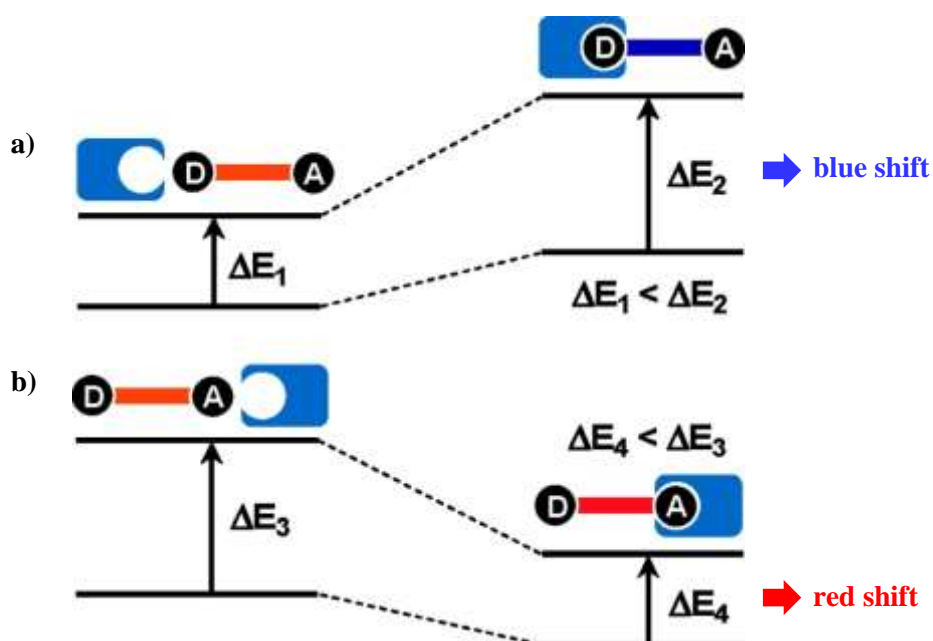 D A
a)
D A
ΔE₂
blue shift
ΔE₁
ΔE₁ < ΔE₂
b)
D A
ΔE₄ < ΔE₃
ΔE₃
D A
ΔE₄
red shift